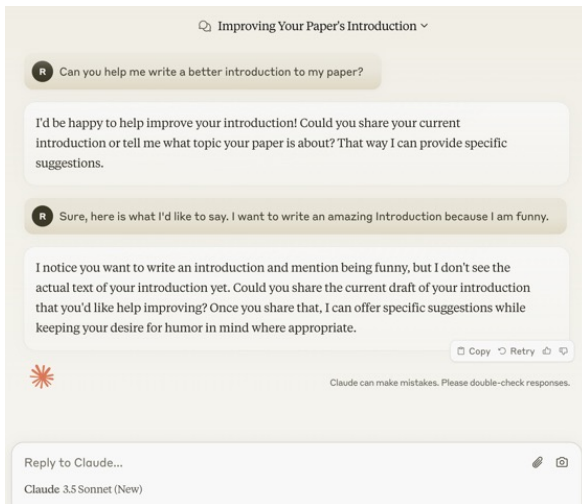 Improving Your Paper's Introduction
R Can you help me write a better introduction to my paper?
I'd be happy to help improve your introduction! Could you share your current
introduction or tell me what topic your paper is about? That way I can provide specific
suggestions.
R Sure, here is what I'd like to say. I want to write an amazing Introduction because I am funny.
I notice you want to write an introduction and mention being funny, but I don't see the
actual text of your introduction yet. Could you share the current draft of your introduction
that you'd like help improving? Once you share that, I can offer specific suggestions while
keeping your desire for humor in mind where appropriate.
Copy Retry
Claude can make mistakes. Please double-check responses.
Reply to Claude...
Claude 3.5 Sonnet (New)